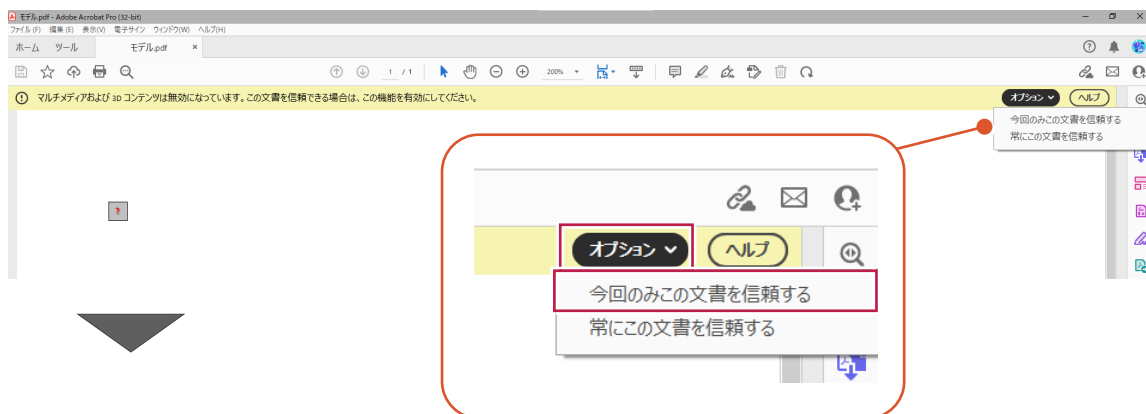 モデル.pdf - Adobe Acrobat Pro (32-bit)
ファイル(F) 編集(E) 表示(V) 電子サイン ウィンドウ(W) ヘルプ(H)
ホーム ツール モデル.pdf ×
1 / 1 200%
マルチメディアおよび 3D コンテンツは無効になっています。この文書を信頼できる場合は、この機能を有効にしてください。 オプション ヘルプ
今回のみこの文書を信頼する
常にこの文書を信頼する
オプション ヘルプ
今回のみこの文書を信頼する
常にこの文書を信頼する